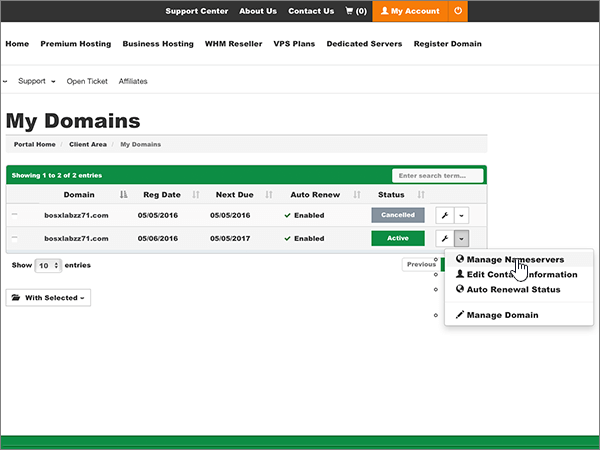 Support Center About Us Contact Us (0) My Account
Home Premium Hosting Business Hosting WHM Reseller VPS Plans Dedicated Servers Register Domain
Support Open Ticket Affiliates
My Domains
Portal Home / Client Area / My Domains
Showing 1 to 2 of 2 entries Enter search term...
Domain Reg Date Next Due Auto Renew Status
bosxlabzz71.com 05/05/2016 05/05/2016 Enabled Cancelled
bosxlabzz71.com 05/06/2016 05/05/2017 Enabled Active
Show 10 entries Previous
Manage Nameservers
Edit Contact Information
Auto Renewal Status
Manage Domain
With Selected